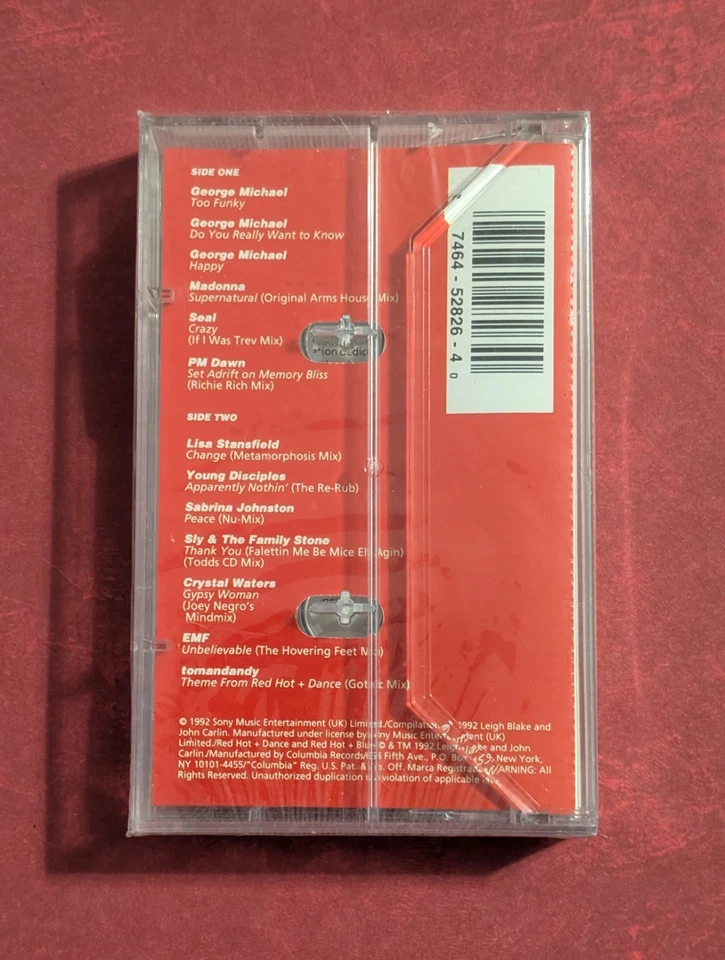 SIDE ONE
George Michael
Too Funky
George Michael
Do You Really Want to Know
George Michael
Happy
Madonna
Supernatural (Original Arms House Mix)
Seal
Crazy
(If I Was Trev Mix)
PM Dawn
Set Adrift on Memory Bliss
(Richie Rich Mix)
SIDE TWO
Lisa Stansfield
Change (Metamorphosis Mix)
Young Disciples
Apparently Nothin' (The Re-Rub)
Sabrina Johnston
Peace (Nu-Mix)
Sly & The Family Stone
Thank You (Falettin Me Be Mice Elf Agin)
(Todds CD Mix)
Crystal Waters
Gypsy Woman
(Joey Negro's
Mindmix)
EMF
Unbelievable (The Hovering Feet Mix)
tomandandy
Theme From Red Hot + Dance (Gothic Mix)
© 1992 Sony Music Entertainment (UK) Limited./Compilation 1992 Leigh Blake and
John Carlin. Manufactured under license by Sony Music Entertainment (UK)
Limited./Red Hot + Dance and Red Hot + Blue © & TM 1992 Leigh Blake and John
Carlin./Manufactured by Columbia Records/ Fifth Ave., P.O. Box New York,
NY 10101-4455/"Columbia" Reg. U.S. Pat. & Tm. Off. Marca Registrada./WARNING: All
Rights Reserved. Unauthorized duplication is a violation of applicable
7464-52826-4 0